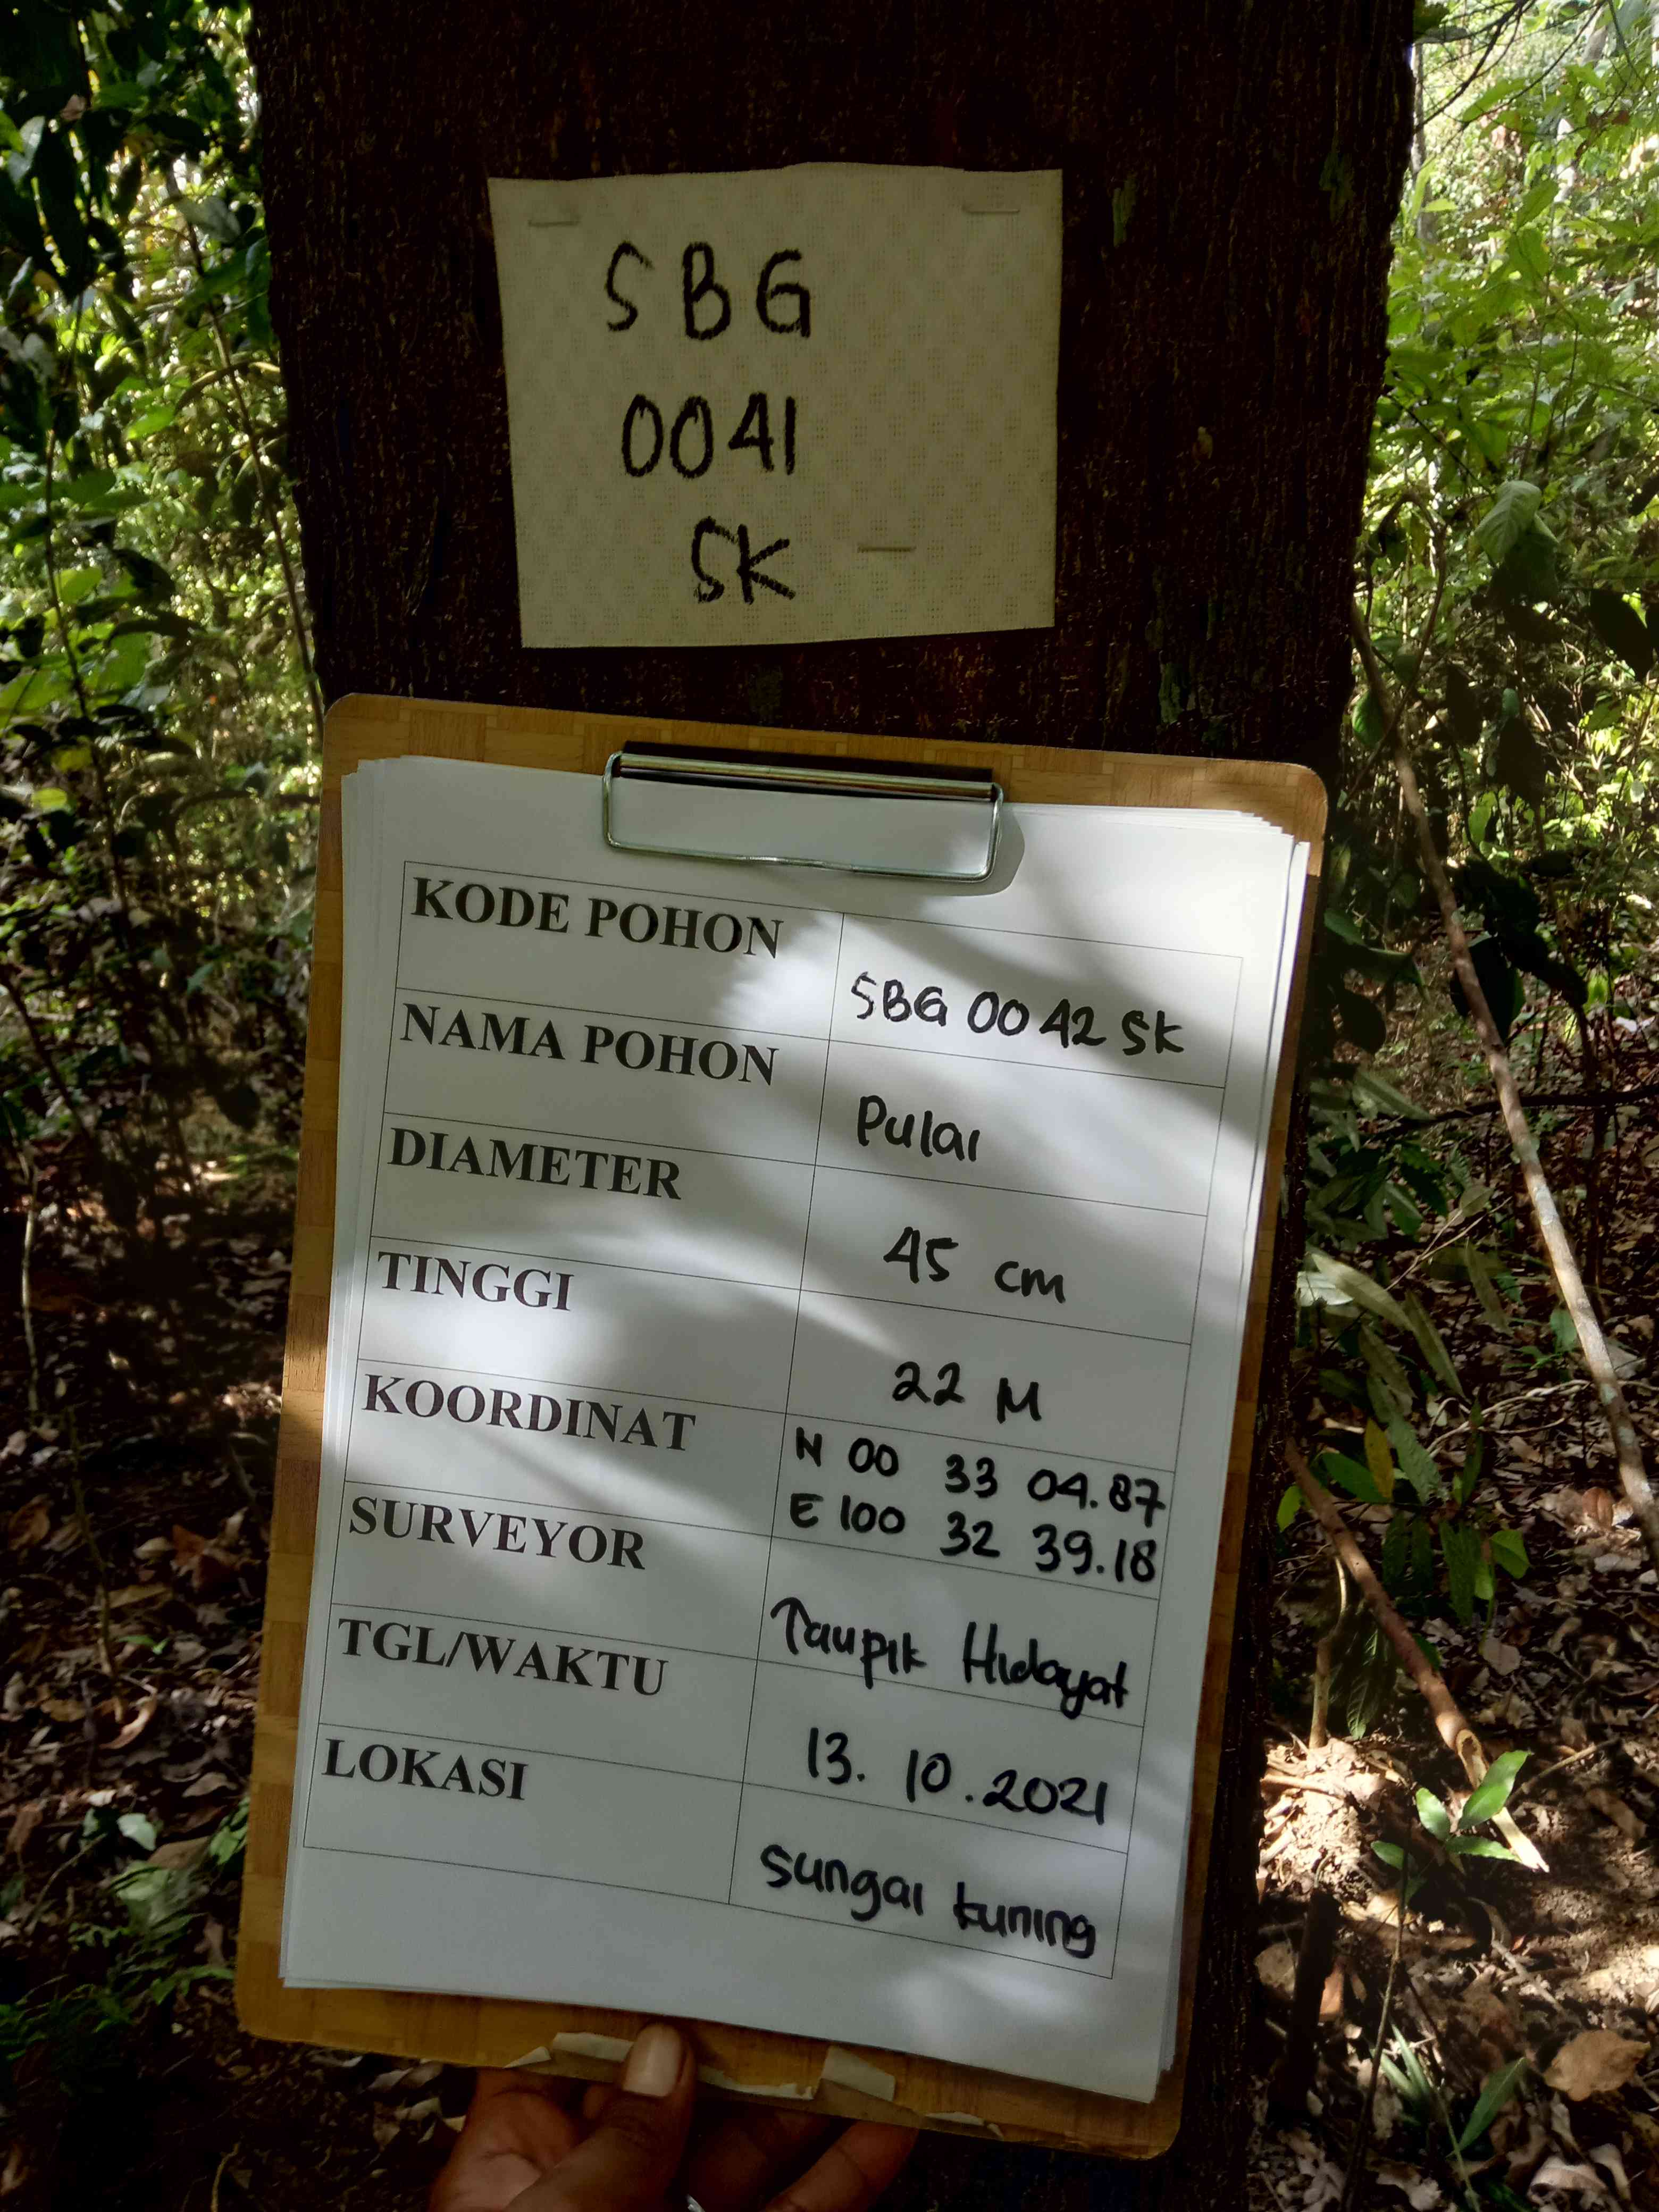 SBG
0041
SK
KODE POHON
SBG 0042 SK
NAMA POHON
Pulai
DIAMETER
45 cm
TINGGI
22 M
KOORDINAT
N 00 33 04.87
E 100 32 39.18
SURVEYOR
Taupik Hidayat
TGL/WAKTU
13. 10. 2021
LOKASI
Sungai kuning